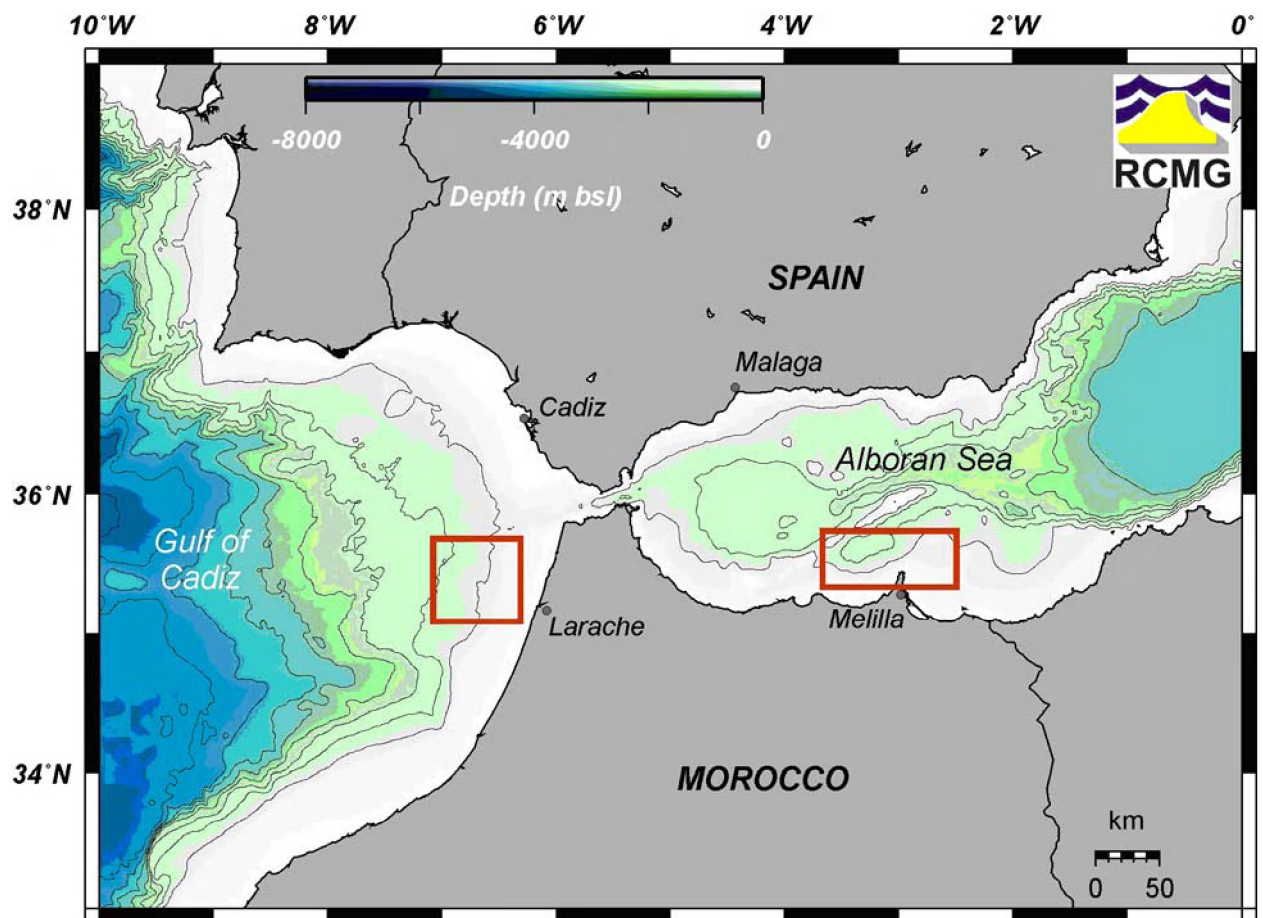 10˚W 8˚W 6˚W 4˚W 2˚W 0˚
-8000 -4000 0
Depth (m bsl)
RCMG
38˚N
SPAIN
Malaga
Cadiz
Alboran Sea
36˚N
Gulf of
Cadiz
Larache
Melilla
34˚N
MOROCCO
km
0 50